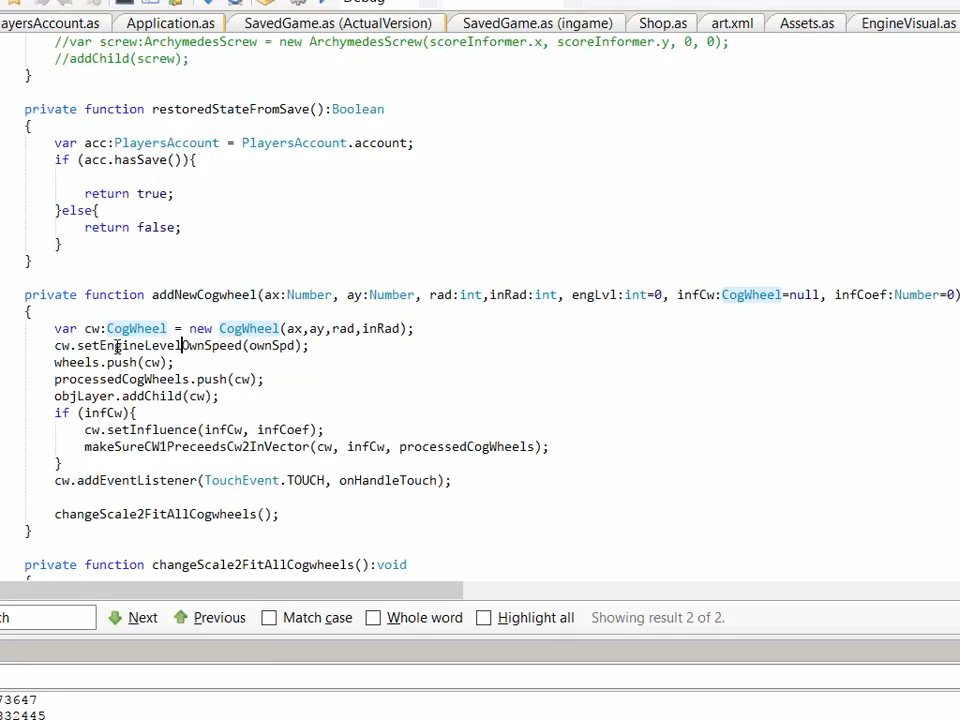 Debug
ayersAccount.as Application.as SavedGame.as (ActualVersion) SavedGame.as (ingame) Shop.as art.xml Assets.as EngineVisual.as
//var screw:ArchymedesScrew = new ArchymedesScrew(scoreInformer.x, scoreInformer.y, 0, 0);
//addChild(screw);
}
private function restoredStateFromSave():Boolean
{
var acc:PlayersAccount = PlayersAccount.account;
if (acc.hasSave()){
return true;
}else{
return false;
}
}
private function addNewCogwheel(ax:Number, ay:Number, rad:int,inRad:int, engLvl:int=0, infCw:CogWheel=null, infCoef:Number=0)
{
var cw:CogWheel = new CogWheel(ax,ay,rad,inRad);
cw.setEngineLevelOwnSpeed(ownSpd);
wheels.push(cw);
processedCogWheels.push(cw);
objLayer.addChild(cw);
if (infCw){
cw.setInfluence(infCw, infCoef);
makeSureCW1PreceedsCw2InVector(cw, infCw, processedCogWheels);
}
cw.addEventListener(TouchEvent.TOUCH, onHandleTouch);
changeScale2FitAllCogwheels();
}
private function changeScale2FitAllCogwheels():void
{
ch Next Previous Match case Whole word Highlight all Showing result 2 of 2.
73647
332445